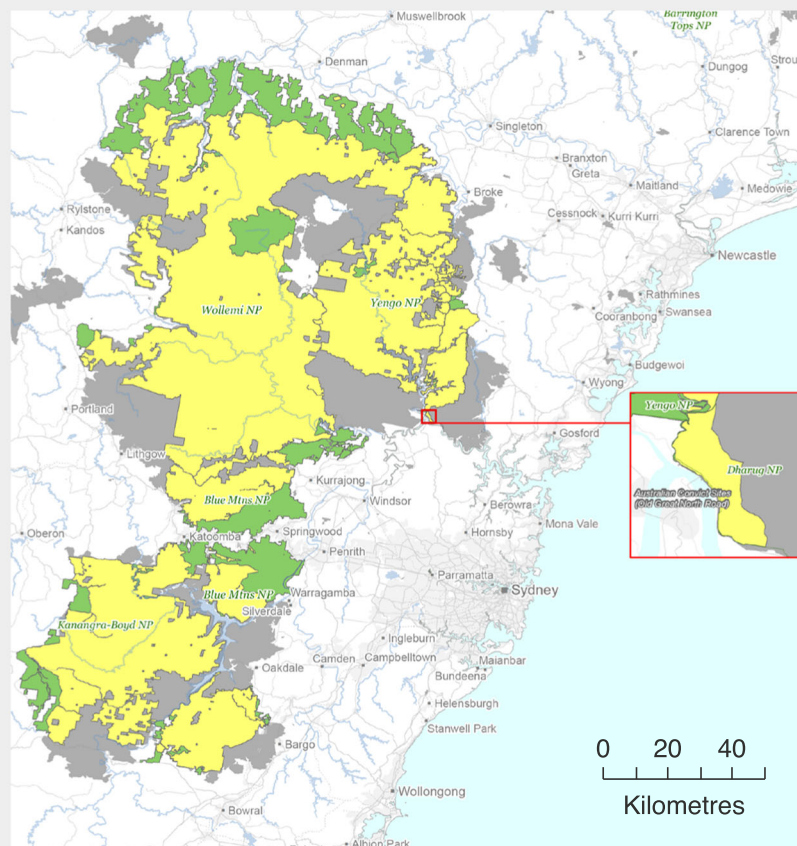 Barrington
Tops NP
Muswellbrook
Denman
Dungog
Strou
Singleton
Clarence Town
Branxton
Greta
Maitland
Medowie
Broke
Cessnock
Kurri Kurri
Rylstone
Kandos
Newcastle
Rathmines
Wollemi NP
Yengo NP
Cooranbong
Swansea
Budgewoi
Wyong
Portland
Gosford
Yengo NP
Dharug NP
Australian Convict Sites
(Old Great North Road)
Lithgow
Kurrajong
Blue Mtns NP
Windsor
Berowra
Mona Vale
Oberon
Katoomba
Springwood
Hornsby
Penrith
Parramatta
Sydney
Blue Mtns NP
Warragamba
Silverdale
Kanangra-Boyd NP
Ingleburn
Oakdale
Camden
Campbelltown
Maianbar
Bundeena
Helensburgh
Stanwell Park
Bargo
0 20 40
Kilometres
Wollongong
Bowral
Albion Park